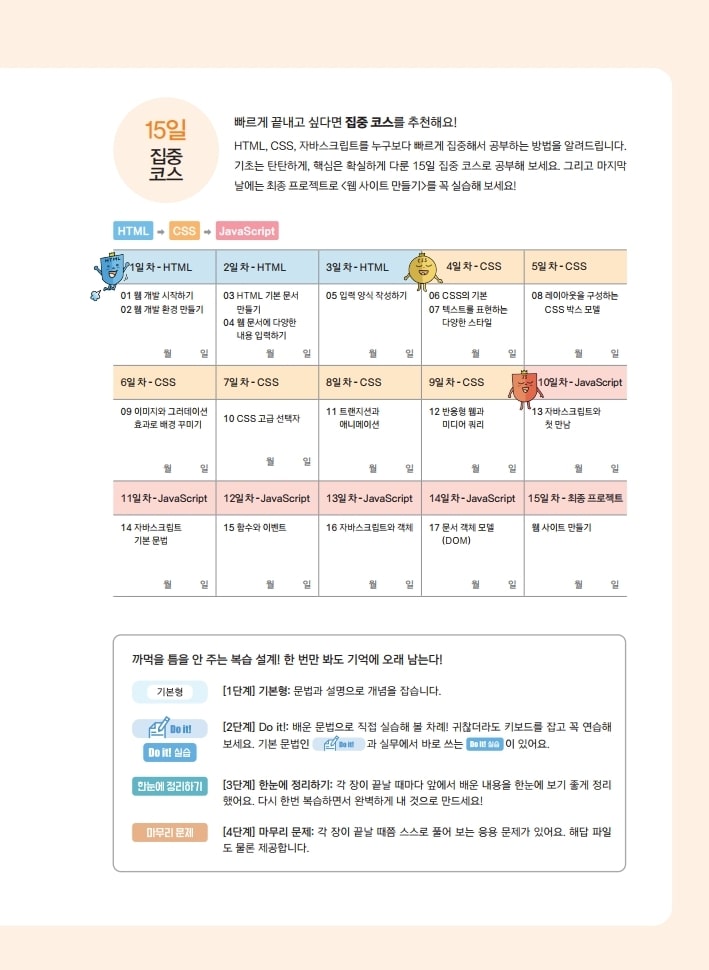 15일
집중
코스
빠르게 끝내고 싶다면 집중 코스를 추천해요!
HTML, CSS, 자바스크립트를 누구보다 빠르게 집중해서 공부하는 방법을 알려드립니다.
기초는 탄탄하게, 핵심은 확실하게 다룬 15일 집중 코스로 공부해 보세요. 그리고 마지막
날에는 최종 프로젝트로 <웹 사이트 만들기>를 꼭 실습해 보세요!
HTML ➡ CSS ➡ JavaScript
HTML
1일 차 - HTML
2일 차 - HTML
3일 차 - HTML
CSS
4일 차 - CSS
5일 차 - CSS
01 웹 개발 시작하기
02 웹 개발 환경 만들기
월 일
03 HTML 기본 문서
만들기
04 웹 문서에 다양한
내용 입력하기
월 일
05 입력 양식 작성하기
월 일
06 CSS의 기본
07 텍스트를 표현하는
다양한 스타일
월 일
08 레이아웃을 구성하는
CSS 박스 모델
월 일
6일 차 - CSS
7일 차 - CSS
8일 차 - CSS
9일 차 - CSS
10일 차 - JavaScript
09 이미지와 그러데이션
효과로 배경 꾸미기
월 일
10 CSS 고급 선택자
월 일
11 트랜지션과
애니메이션
월 일
12 반응형 웹과
미디어 쿼리
월 일
13 자바스크립트와
첫 만남
월 일
11일 차 - JavaScript
12일 차 - JavaScript
13일 차 - JavaScript
14일 차 - JavaScript
15일 차 - 최종 프로젝트
14 자바스크립트
기본 문법
월 일
15 함수와 이벤트
월 일
16 자바스크립트와 객체
월 일
17 문서 객체 모델
(DOM)
월 일
웹 사이트 만들기
월 일
까먹을 틈을 안 주는 복습 설계! 한 번만 봐도 기억에 오래 남는다!
기본형
[1단계] 기본형: 문법과 설명으로 개념을 잡습니다.
Do it!
Do it! 실습
[2단계] Do it!: 배운 문법으로 직접 실습해 볼 차례! 귀찮더라도 키보드를 잡고 꼭 연습해
보세요. 기본 문법인 Do it! 과 실무에서 바로 쓰는 Do it! 실습 이 있어요.
한눈에 정리하기
[3단계] 한눈에 정리하기: 각 장이 끝날 때마다 앞에서 배운 내용을 한눈에 보기 좋게 정리
했어요. 다시 한번 복습하면서 완벽하게 내 것으로 만드세요!
마무리 문제
[4단계] 마무리 문제: 각 장이 끝날 때쯤 스스로 풀어 보는 응용 문제가 있어요. 해답 파일
도 물론 제공합니다.